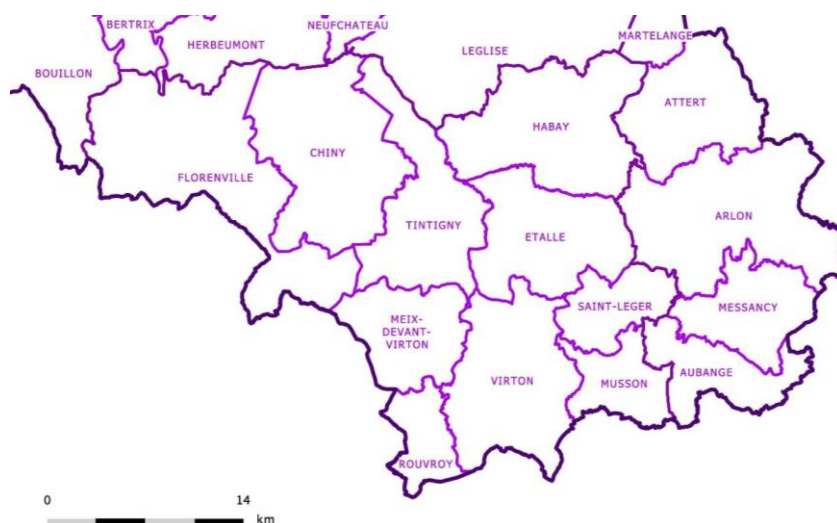 BERTRIX
NEUFCHATEAU
MARTELANGE
HERBEUMONT
LEGLISE
BOUILLON
ATTERT
HABAY
CHINY
FLORENVILLE
ARLON
TINTIGNY
ETALLE
SAINT-LEGER
MESSANCY
MEIX-
DEVANT-
VIRTON
VIRTON
MUSSON
AUBANGE
ROUVROY
0 14
km